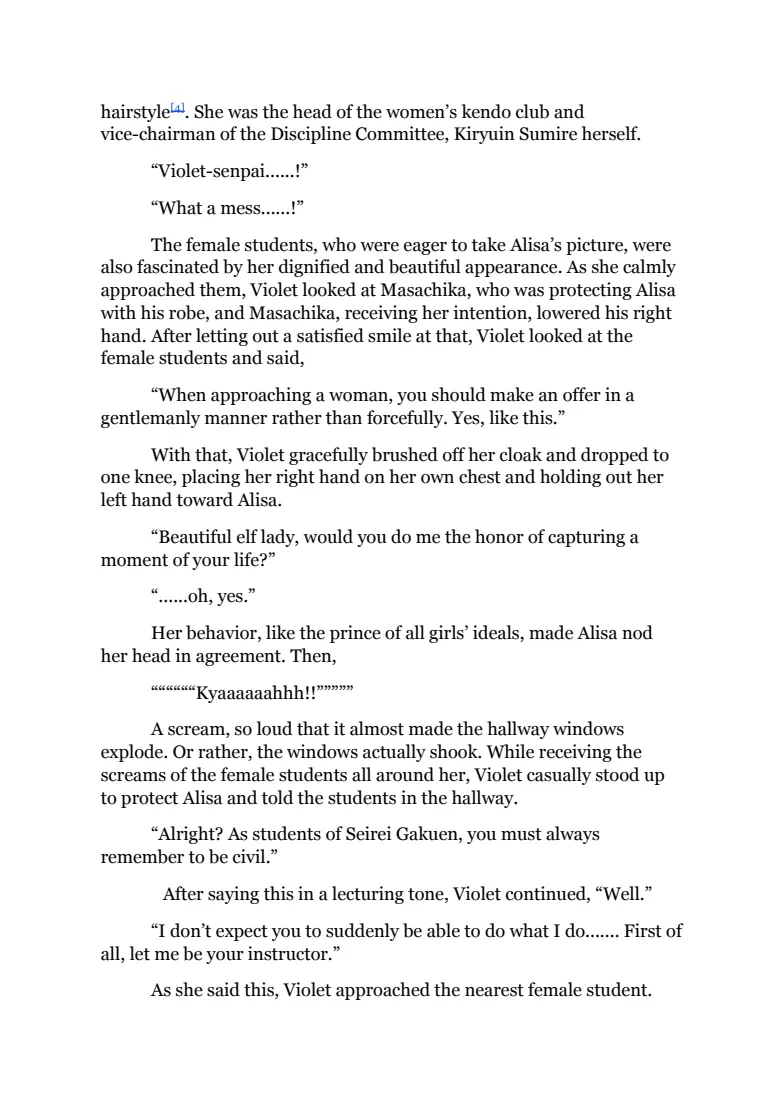 hairstyle[4]. She was the head of the women’s kendo club and
vice-chairman of the Discipline Committee, Kiryuin Sumire herself.
“Violet-senpai......!”
“What a mess......!”
The female students, who were eager to take Alisa’s picture, were
also fascinated by her dignified and beautiful appearance. As she calmly
approached them, Violet looked at Masachika, who was protecting Alisa
with his robe, and Masachika, receiving her intention, lowered his right
hand. After letting out a satisfied smile at that, Violet looked at the
female students and said,
“When approaching a woman, you should make an offer in a
gentlemanly manner rather than forcefully. Yes, like this.”
With that, Violet gracefully brushed off her cloak and dropped to
one knee, placing her right hand on her own chest and holding out her
left hand toward Alisa.
“Beautiful elf lady, would you do me the honor of capturing a
moment of your life?”
“......oh, yes.”
Her behavior, like the prince of all girls’ ideals, made Alisa nod
her head in agreement. Then,
““““““Kyaaaaaahhh!!”””””
A scream, so loud that it almost made the hallway windows
explode. Or rather, the windows actually shook. While receiving the
screams of the female students all around her, Violet casually stood up
to protect Alisa and told the students in the hallway.
“Alright? As students of Seirei Gakuen, you must always
remember to be civil.”
After saying this in a lecturing tone, Violet continued, “Well.”
“I don’t expect you to suddenly be able to do what I do....... First of
all, let me be your instructor.”
As she said this, Violet approached the nearest female student.